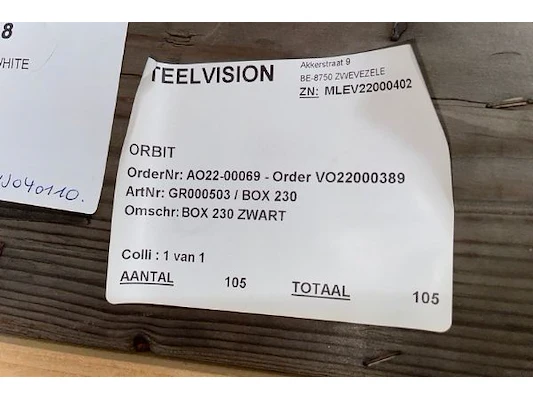 8
WHITE
TEELVISION
Akkerstraat 9
BE-8750 ZWEVEZELE
ZN: MLEV22000402
ORBIT
OrderNr: AO22-00069 - Order VO22000389
ArtNr: GR000503 / BOX 230
Omschr: BOX 230 ZWART
Colli : 1 van 1
AANTAL 105 TOTAAL 105